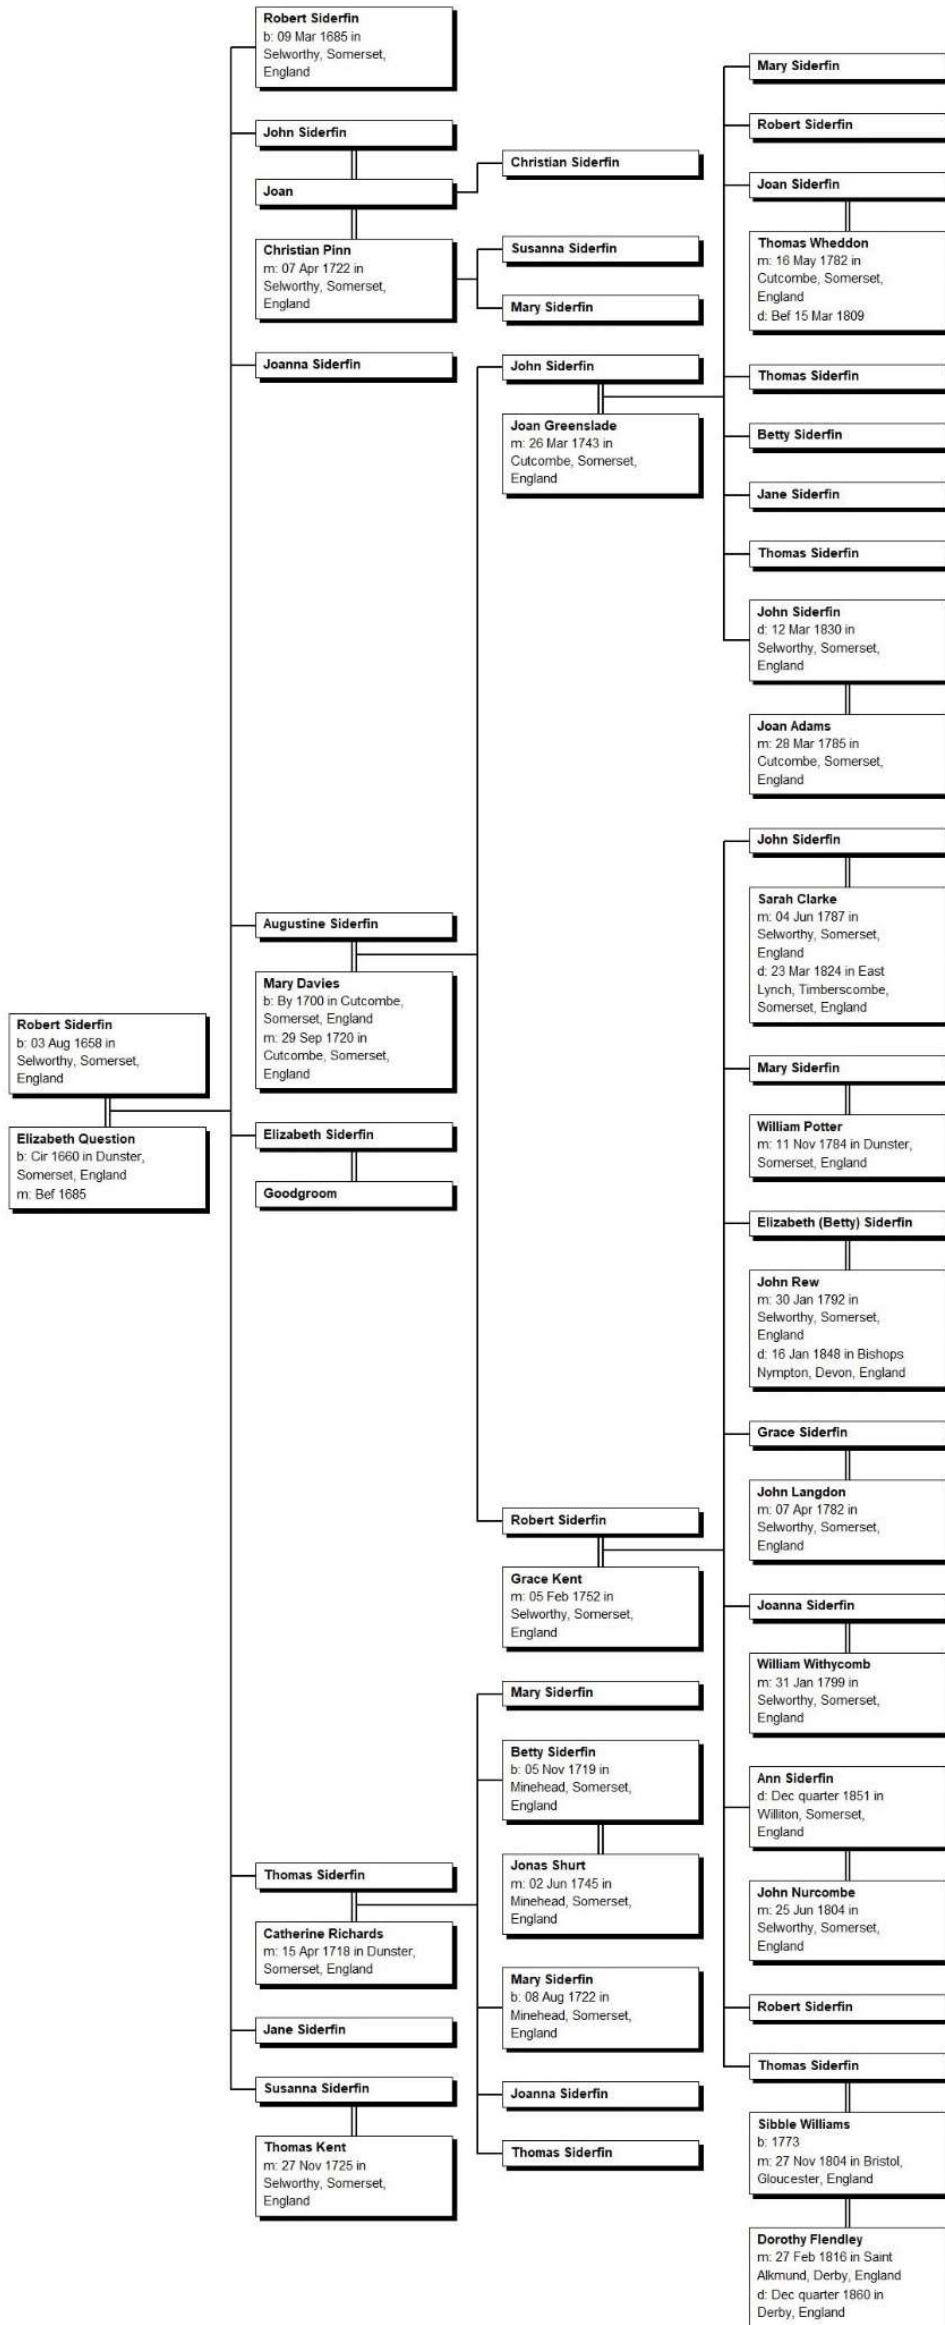 Robert Siderfin
b: 03 Aug 1658 in
Selworthy, Somerset,
England
Elizabeth Question
b: Cir 1660 in Dunster,
Somerset, England
m: Bef 1685
Robert Siderfin
b: 09 Mar 1685 in
Selworthy, Somerset,
England
John Siderfin
Joan
Christian Pinn
m: 07 Apr 1722 in
Selworthy, Somerset,
England
Joanna Siderfin
Augustine Siderfin
Mary Davies
b: By 1700 in Cutcombe,
Somerset, England
m: 29 Sep 1720 in
Cutcombe, Somerset,
England
Elizabeth Siderfin
Goodgroom
Thomas Siderfin
Catherine Richards
m: 15 Apr 1718 in Dunster,
Somerset, England
Jane Siderfin
Susanna Siderfin
Thomas Kent
m: 27 Nov 1725 in
Selworthy, Somerset,
England
Christian Siderfin
Susanna Siderfin
Mary Siderfin
John Siderfin
Joan Greenslade
m: 26 Mar 1743 in
Cutcombe, Somerset,
England
Robert Siderfin
Grace Kent
m: 05 Feb 1752 in
Selworthy, Somerset,
England
Mary Siderfin
Betty Siderfin
b: 05 Nov 1719 in
Minehead, Somerset,
England
Jonas Shurt
m: 02 Jun 1745 in
Minehead, Somerset,
England
Mary Siderfin
b: 08 Aug 1722 in
Minehead, Somerset,
England
Joanna Siderfin
Thomas Siderfin
Mary Siderfin
Robert Siderfin
Joan Siderfin
Thomas Wheddon
m: 16 May 1782 in
Cutcombe, Somerset,
England
d: Bef 15 Mar 1809
Thomas Siderfin
Betty Siderfin
Jane Siderfin
Thomas Siderfin
John Siderfin
d: 12 Mar 1830 in
Selworthy, Somerset,
England
Joan Adams
m: 28 Mar 1785 in
Cutcombe, Somerset,
England
John Siderfin
Sarah Clarke
m: 04 Jun 1787 in
Selworthy, Somerset,
England
d: 23 Mar 1824 in East
Lynch, Timberscombe,
Somerset, England
Mary Siderfin
William Potter
m: 11 Nov 1784 in Dunster,
Somerset, England
Elizabeth (Betty) Siderfin
John Rew
m: 30 Jan 1792 in
Selworthy, Somerset,
England
d: 16 Jan 1848 in Bishops
Nympton, Devon, England
Grace Siderfin
John Langdon
m: 07 Apr 1782 in
Selworthy, Somerset,
England
Joanna Siderfin
William Withycomb
m: 31 Jan 1799 in
Selworthy, Somerset,
England
Ann Siderfin
d: Dec quarter 1851 in
Williton, Somerset,
England
John Nurcombe
m: 25 Jun 1804 in
Selworthy, Somerset,
England
Robert Siderfin
Thomas Siderfin
Sibble Williams
b: 1773
m: 27 Nov 1804 in Bristol,
Gloucester, England
Dorothy Flendley
m: 27 Feb 1816 in Saint
Alkmund, Derby, England
d: Dec quarter 1860 in
Derby, England